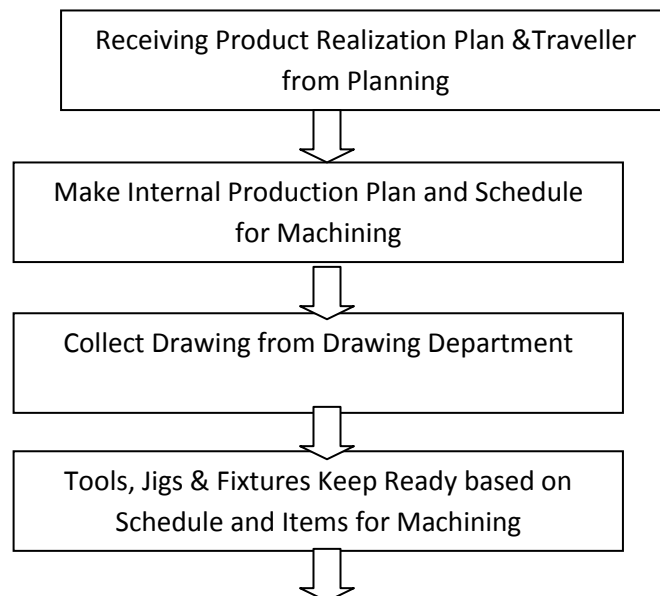 Receiving Product Realization Plan &Traveller
from Planning
Make Internal Production Plan and Schedule
for Machining
Collect Drawing from Drawing Department
Tools, Jigs & Fixtures Keep Ready based on
Schedule and Items for Machining